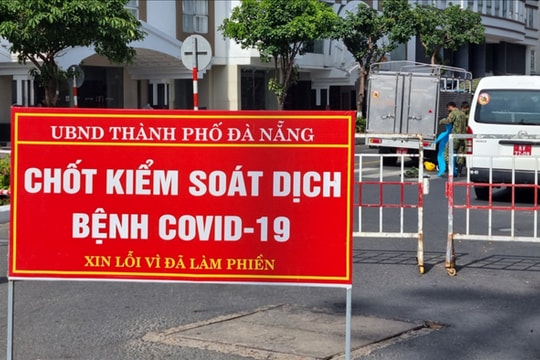 UBND THÀNH PHỐ ĐÀ NẴNG
CHỐT KIỂM SOÁT DỊCH
BỆNH COVID-19
XIN LỖI VÌ ĐÃ LÀM PHIỀN